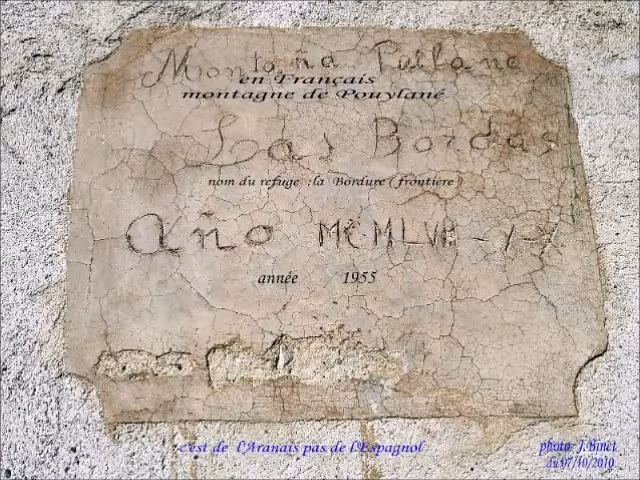 Montaña Publane
en Français
montagne de Pouylané
Las Bordas
nom du refuge : la Bordure ( frontière )
Año MCMLVII - Y - X
année 1955
c'est de l'Aranais pas de l'Espagnol
photo J.Binet
du 07/10/2010